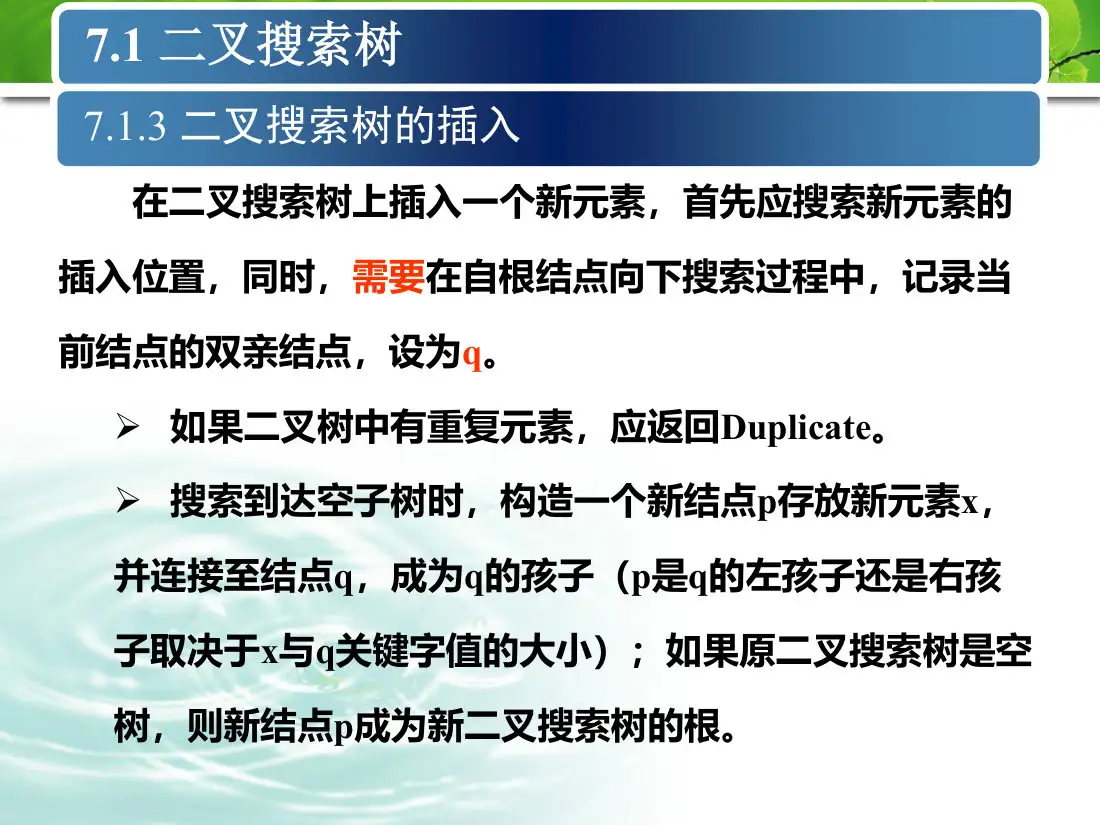 7.1 二叉搜索树
7.1.3 二叉搜索树的插入
在二叉搜索树上插入一个新元素，首先应搜索新元素的
插入位置，同时，需要在自根结点向下搜索过程中，记录当
前结点的双亲结点，设为q。
➢ 如果二叉树中有重复元素，应返回Duplicate。
➢ 搜索到达空子树时，构造一个新结点p存放新元素x，
并连接至结点q，成为q的孩子（p是q的左孩子还是右孩
子取决于x与q关键字值的大小）；如果原二叉搜索树是空
树，则新结点p成为新二叉搜索树的根。